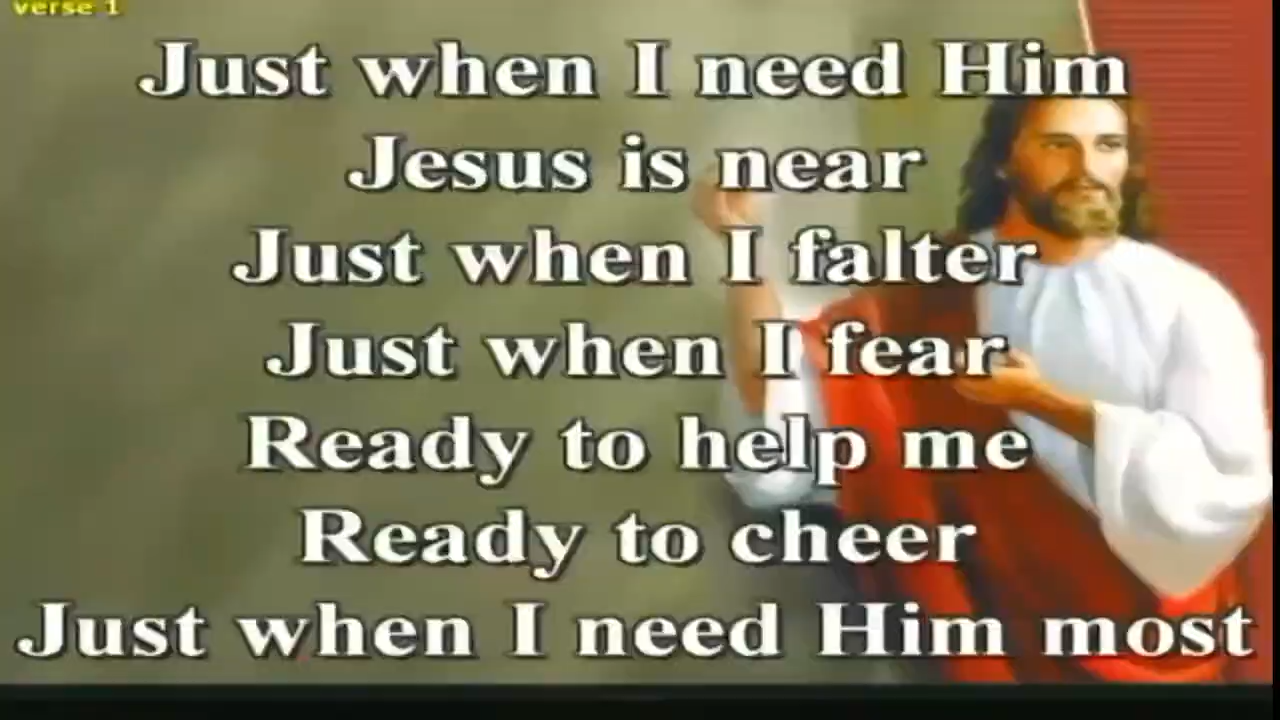 verse 1
Just when I need Him
Jesus is near
Just when I falter
Just when I fear
Ready to help me
Ready to cheer
Just when I need Him most